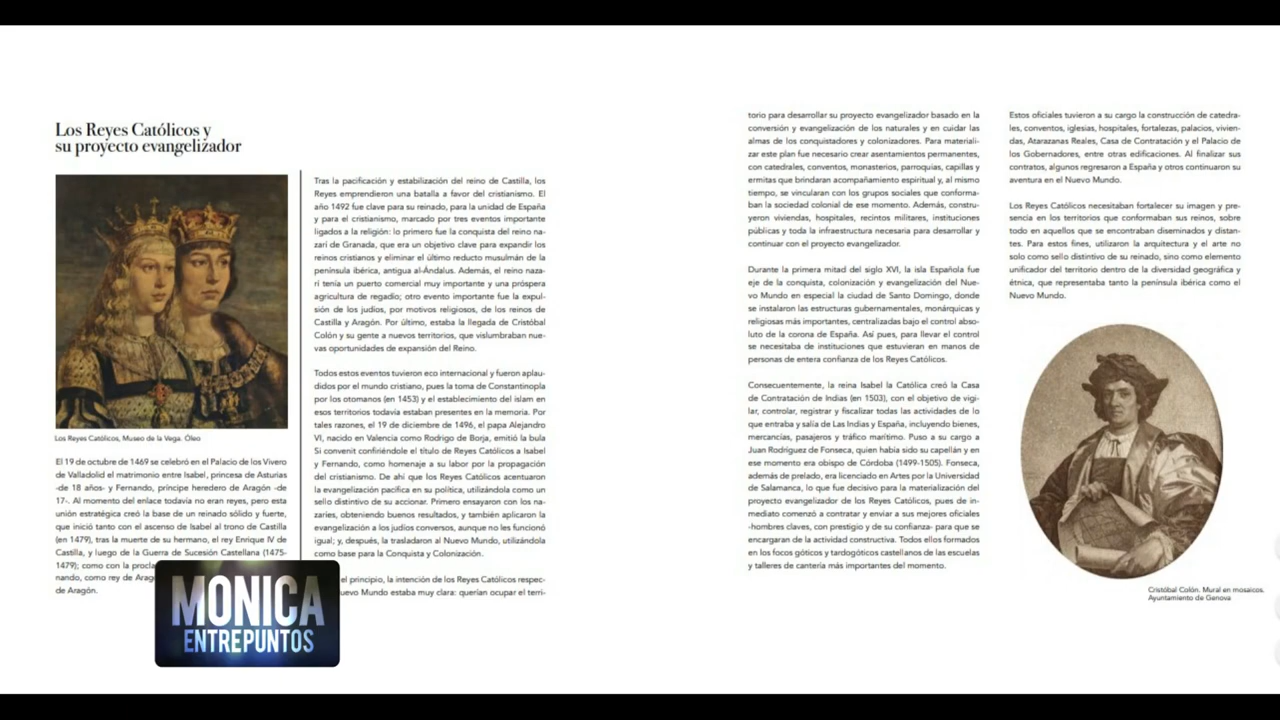 Los Reyes Católicos y
su proyecto evangelizador
Los Reyes Católicos, Museo de la Vega. Óleo
El 19 de octubre de 1469 se celebró en el Palacio de los Vivero
de Valladolid el matrimonio entre Isabel, princesa de Asturias
-de 18 años- y Fernando, príncipe heredero de Aragón -de
17-. Al momento del enlace todavía no eran reyes, pero esta
unión estratégica creó la base de un reinado sólido y fuerte,
que inició tanto con el ascenso de Isabel al trono de Castilla
(en 1479), tras la muerte de su hermano, el rey Enrique IV de
Castilla, y luego de la Guerra de Sucesión Castellana (1475-
1479); como con la
nando, como rey de
de Aragón.
Tras la pacificación y estabilización del reino de Castilla, los
Reyes emprendieron una batalla a favor del cristianismo. El
año 1492 fue clave para su reinado, para la unidad de España
y para el cristianismo, marcado por tres eventos importante
ligados a la religión: lo primero fue la conquista del reino na-
zarí de Granada, que era un objetivo clave para expandir los
reinos cristianos y eliminar el último reducto musulmán de la
península ibérica, antigua al-Ándalus. Además, el reino naza-
rí tenía un puerto comercial muy importante y una próspera
agricultura de regadío; otro evento importante fue la expul-
sión de los judíos, por motivos religiosos, de los reinos de
Castilla y Aragón. Por último, estaba la llegada de Cristóbal
Colón y su gente a nuevos territorios, que vislumbraban nue-
vas oportunidades de expansión del Reino.
Todos estos eventos tuvieron eco internacional y fueron aplau-
didos por el mundo cristiano, pues la toma de Constantinopla
por los otomanos (en 1453) y el establecimiento del islam en
esos territorios todavía estaban presentes en la memoria. Por
tales razones, el 19 de diciembre de 1496, el papa Alejandro
VI, nacido en Valencia como Rodrigo de Borja, emitió la bula
Si convenit confiriéndole el título de Reyes Católicos a Isabel
y Fernando, como homenaje a su labor por la propagación
del cristianismo. De ahí que los Reyes Católicos acentuaron
la evangelización pacífica en su política, utilizándola como un
sello distintivo de su accionar. Primero ensayaron con los na-
zaríes, obteniendo buenos resultados, y también aplicaron la
evangelización a los judíos conversos, aunque no les funcionó
igual; y, después, la trasladaron al Nuevo Mundo, utilizándola
como base para la Conquista y Colonización.
el principio, la intención de los Reyes Católicos respec-
Mundo estaba muy clara: querían ocupar el terri-
MONICA
ENTREPUNTOS
torio para desarrollar su proyecto evangelizador basado en la
conversión y evangelización de los naturales y en cuidar las
almas de los conquistadores y colonizadores. Para materiali-
zar este plan fue necesario crear asentamientos permanentes,
con catedrales, conventos, monasterios, parroquias, capillas y
ermitas que brindaran acompañamiento espiritual y, al mismo
tiempo, se vincularan con los grupos sociales que conforma-
ban la sociedad colonial de ese momento. Además, constru-
yeron viviendas, hospitales, recintos militares, instituciones
públicas y toda la infraestructura necesaria para desarrollar y
continuar con el proyecto evangelizador.
Durante la primera mitad del siglo XVI, la isla Española fue
eje de la conquista, colonización y evangelización del Nue-
vo Mundo en especial la ciudad de Santo Domingo, donde
se instalaron las estructuras gubernamentales, monárquicas y
religiosas más importantes, centralizadas bajo el control abso-
luto de la corona de España. Así pues, para llevar el control
se necesitaba de instituciones que estuvieran en manos de
personas de entera confianza de los Reyes Católicos.
Consecuentemente, la reina Isabel la Católica creó la Casa
de Contratación de Indias (en 1503), con el objetivo de vigi-
lar, controlar, registrar y fiscalizar todas las actividades de lo
que entraba y salía de Las Indias y España, incluyendo bienes,
mercancías, pasajeros y tráfico marítimo. Puso a su cargo a
Juan Rodríguez de Fonseca, quien había sido su capellán y en
ese momento era obispo de Córdoba (1499-1505). Fonseca,
además de prelado, era licenciado en Artes por la Universidad
de Salamanca, lo que fue decisivo para la materialización del
proyecto evangelizador de los Reyes Católicos, pues de in-
mediato comenzó a contratar y enviar a sus mejores oficiales
-hombres claves, con prestigio y de su confianza- para que se
encargaran de la actividad constructiva. Todos ellos formados
en los focos góticos y tardogóticos castellanos de las escuelas
y talleres de cantería más importantes del momento.
Estos oficiales tuvieron a su cargo la construcción de catedra-
les, conventos, iglesias, hospitales, fortalezas, palacios, vivien-
das, Atarazanas Reales, Casa de Contratación y el Palacio de
los Gobernadores, entre otras edificaciones. Al finalizar sus
contratos, algunos regresaron a España y otros continuaron su
aventura en el Nuevo Mundo.
Los Reyes Católicos necesitaban fortalecer su imagen y pre-
sencia en los territorios que conformaban sus reinos, sobre
todo en aquellos que se encontraban diseminados y distan-
tes. Para estos fines, utilizaron la arquitectura y el arte no
solo como sello distintivo de su reinado, sino como elemento
unificador del territorio dentro de la diversidad geográfica y
étnica, que representaba tanto la península ibérica como el
Nuevo Mundo.
Cristóbal Colón. Mural en mosaicos.
Ayuntamiento de Genova